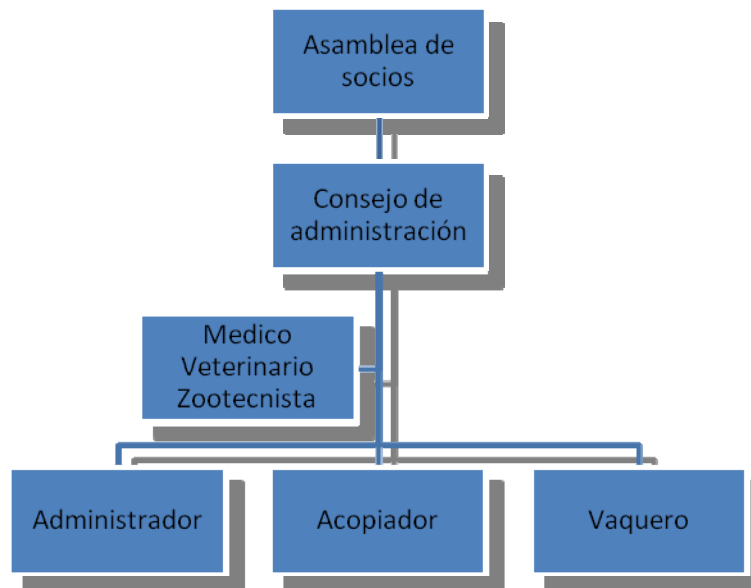 Asamblea de
socios
Consejo de
administración
Medico
Veterinario
Zootecnista
Administrador
Acopiador
Vaquero